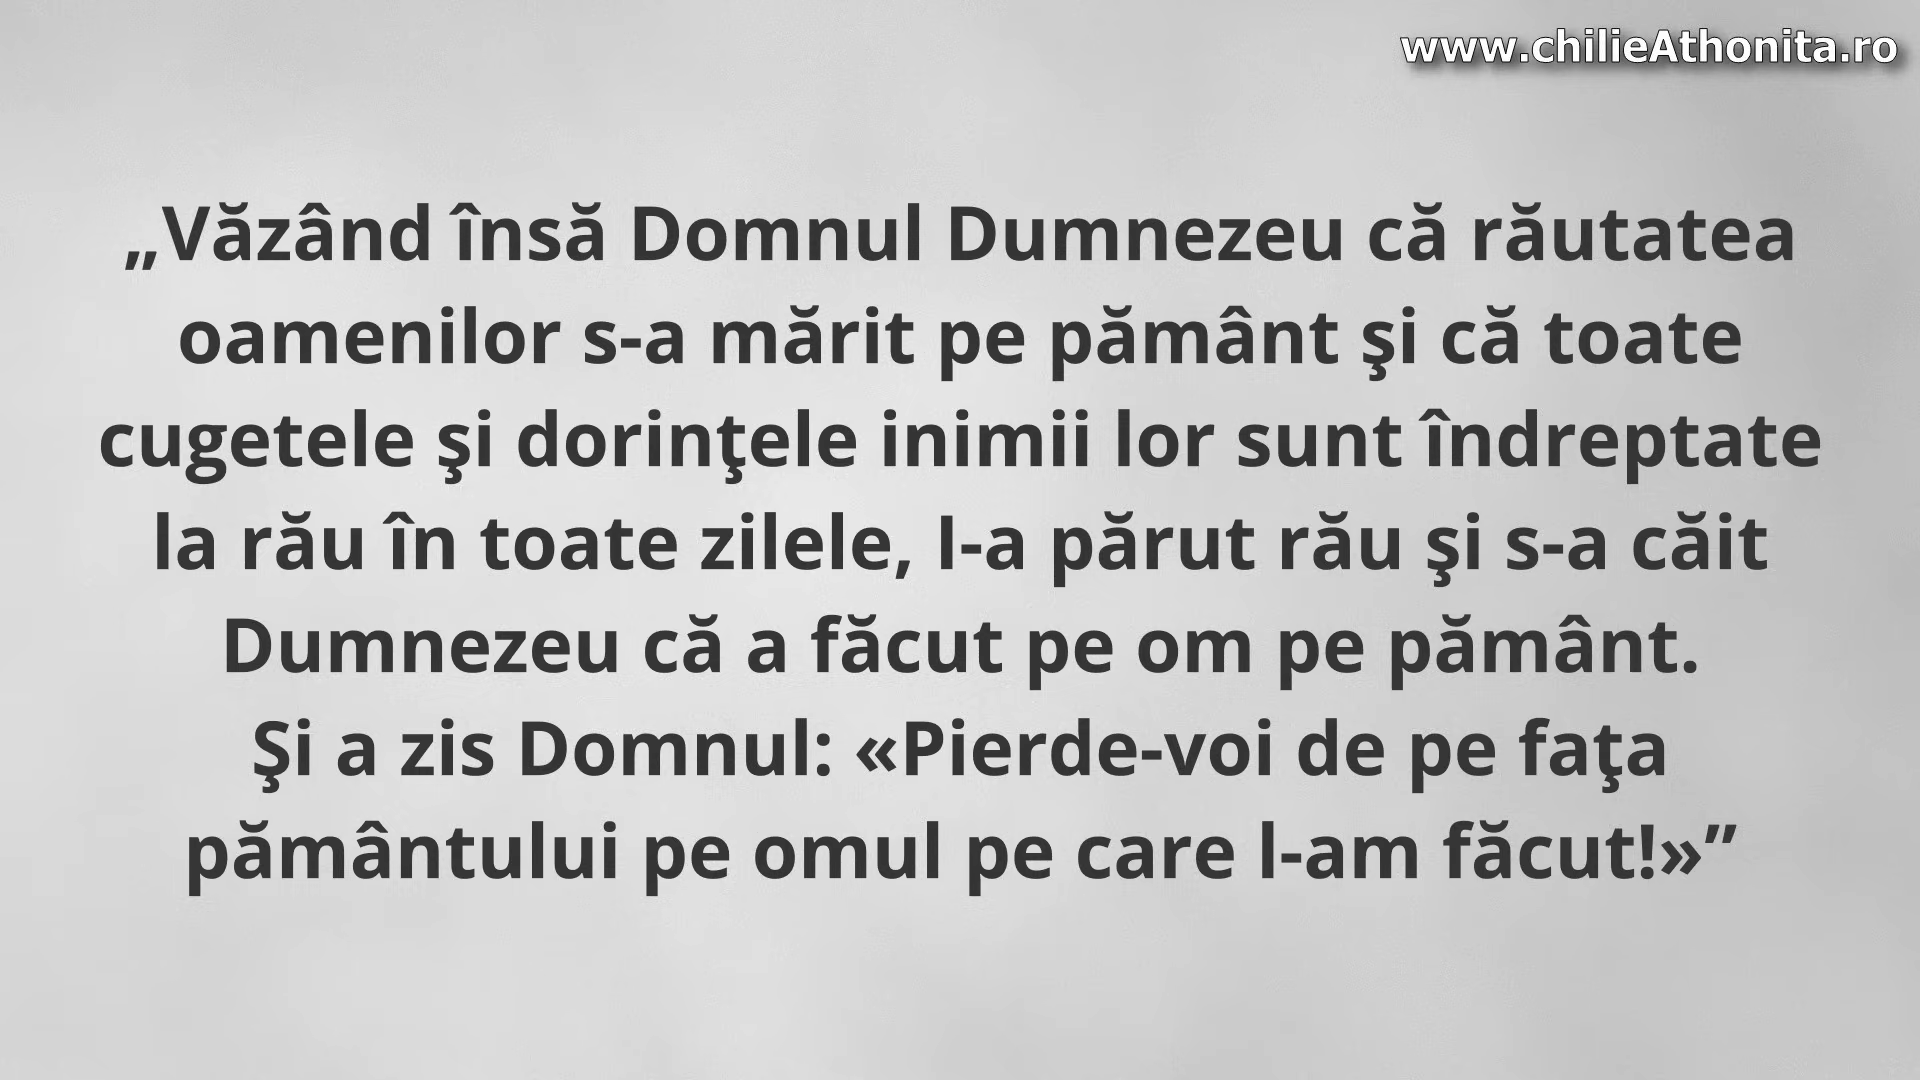 www.chilieAthonita.ro
„Văzând însă Domnul Dumnezeu că răutatea
oamenilor s-a mărit pe pământ şi că toate
cugetele şi dorinţele inimii lor sunt îndreptate
la rău în toate zilele, I-a părut rău şi s-a căit
Dumnezeu că a făcut pe om pe pământ.
Şi a zis Domnul: «Pierde-voi de pe faţa
pământului pe omul pe care l-am făcut!»”